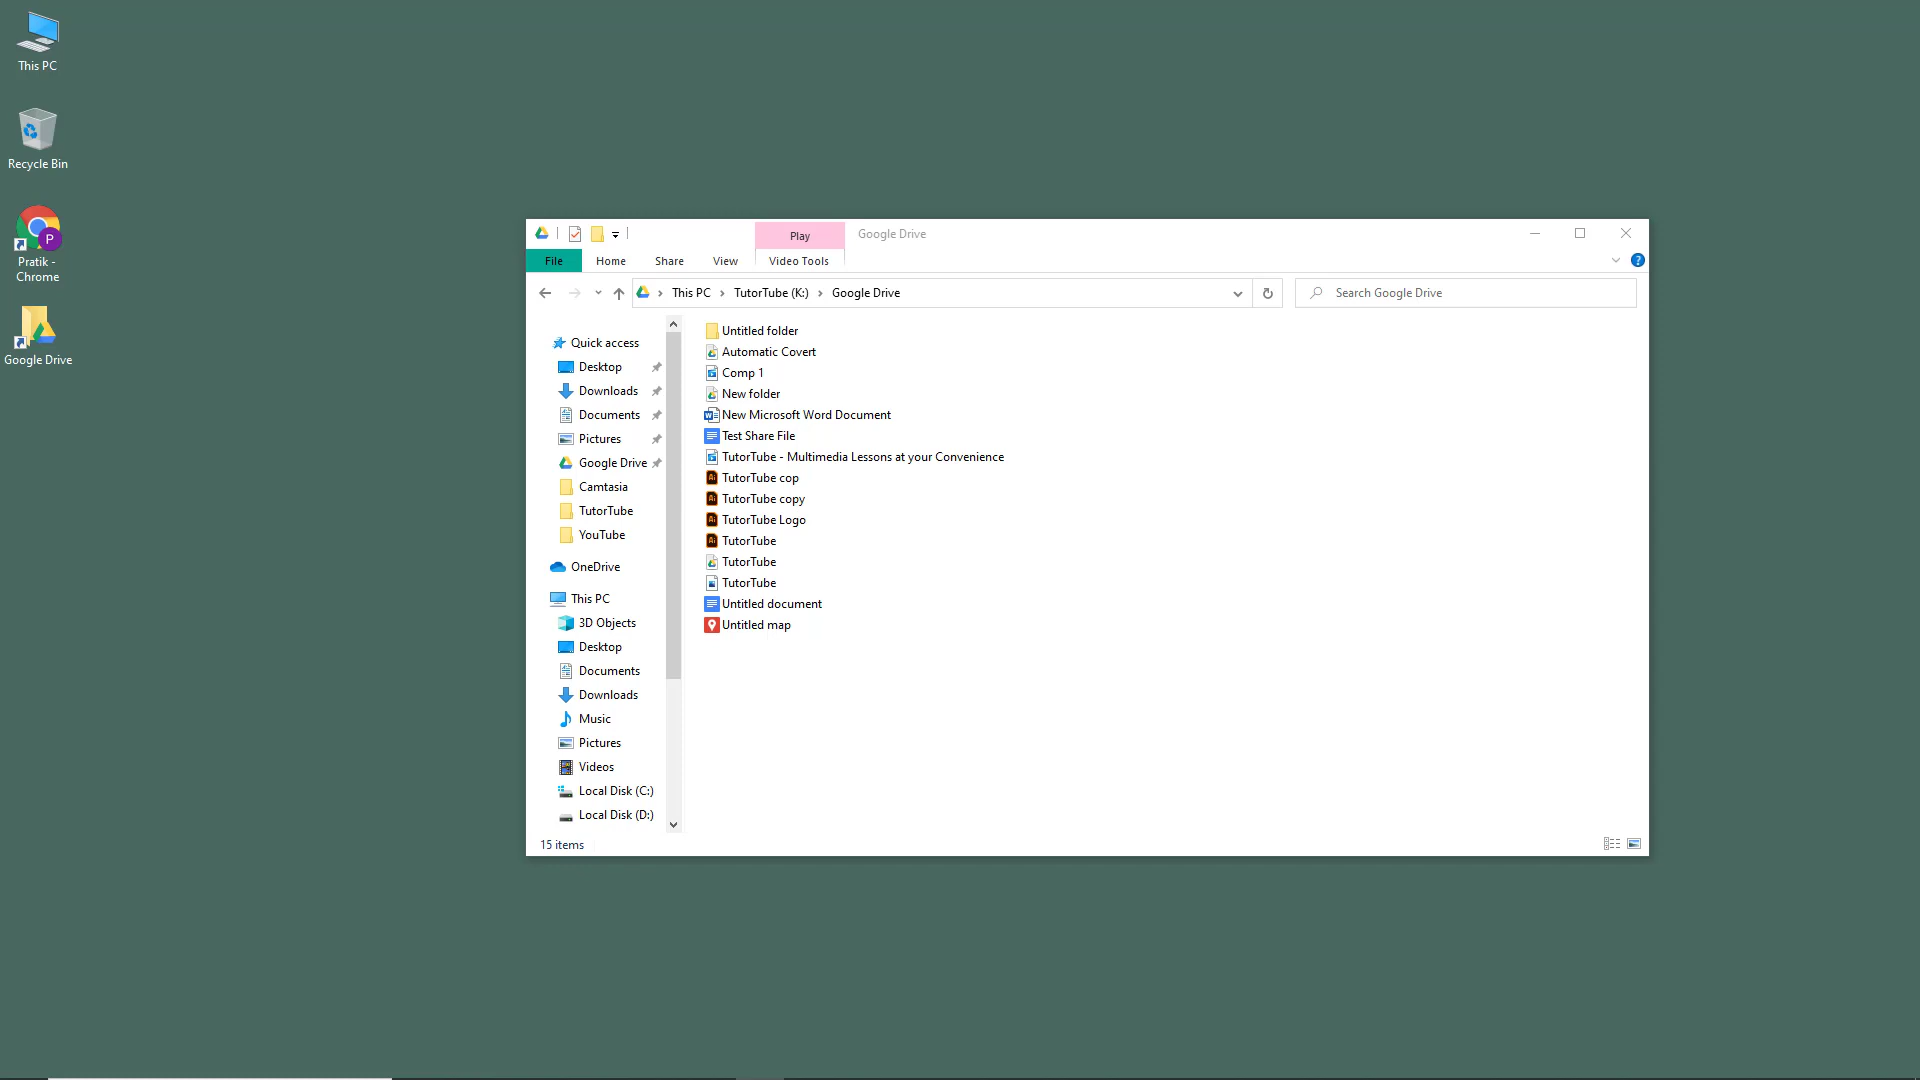 This PC
Recycle Bin
P
Pratik -
Chrome
Google Drive
Play
Google Drive
File
Home
Share
View
Video Tools
?
This PC
TutorTube (K:)
Google Drive
Search Google Drive
Quick access
Desktop
Downloads
Documents
Pictures
Google Drive
Camtasia
TutorTube
YouTube
OneDrive
This PC
3D Objects
Desktop
Documents
Downloads
Music
Pictures
Videos
Local Disk (C:)
Local Disk (D:)
Untitled folder
Automatic Covert
Comp 1
New folder
New Microsoft Word Document
Test Share File
TutorTube - Multimedia Lessons at your Convenience
Ai TutorTube cop
Ai TutorTube copy
Ai TutorTube Logo
Ai TutorTube
TutorTube
TutorTube
Untitled document
Untitled map
15 items